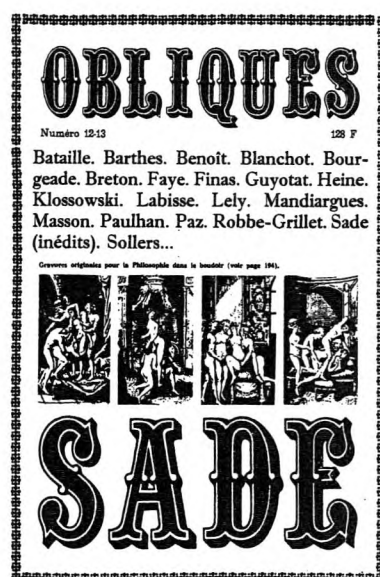 OBLIQUES
Numéro 12-13 128 F
Bataille. Barthes. Benoît. Blanchot. Bour-
geade. Breton. Faye. Finas. Guyotat. Heine.
Klossowski. Labisse. Lely. Mandiargues.
Masson. Paulhan. Paz. Robbe-Grillet. Sade
(inédits). Sollers...
Gravures originales pour la Philosophie dans le boudoir (voir page 194).
SADE